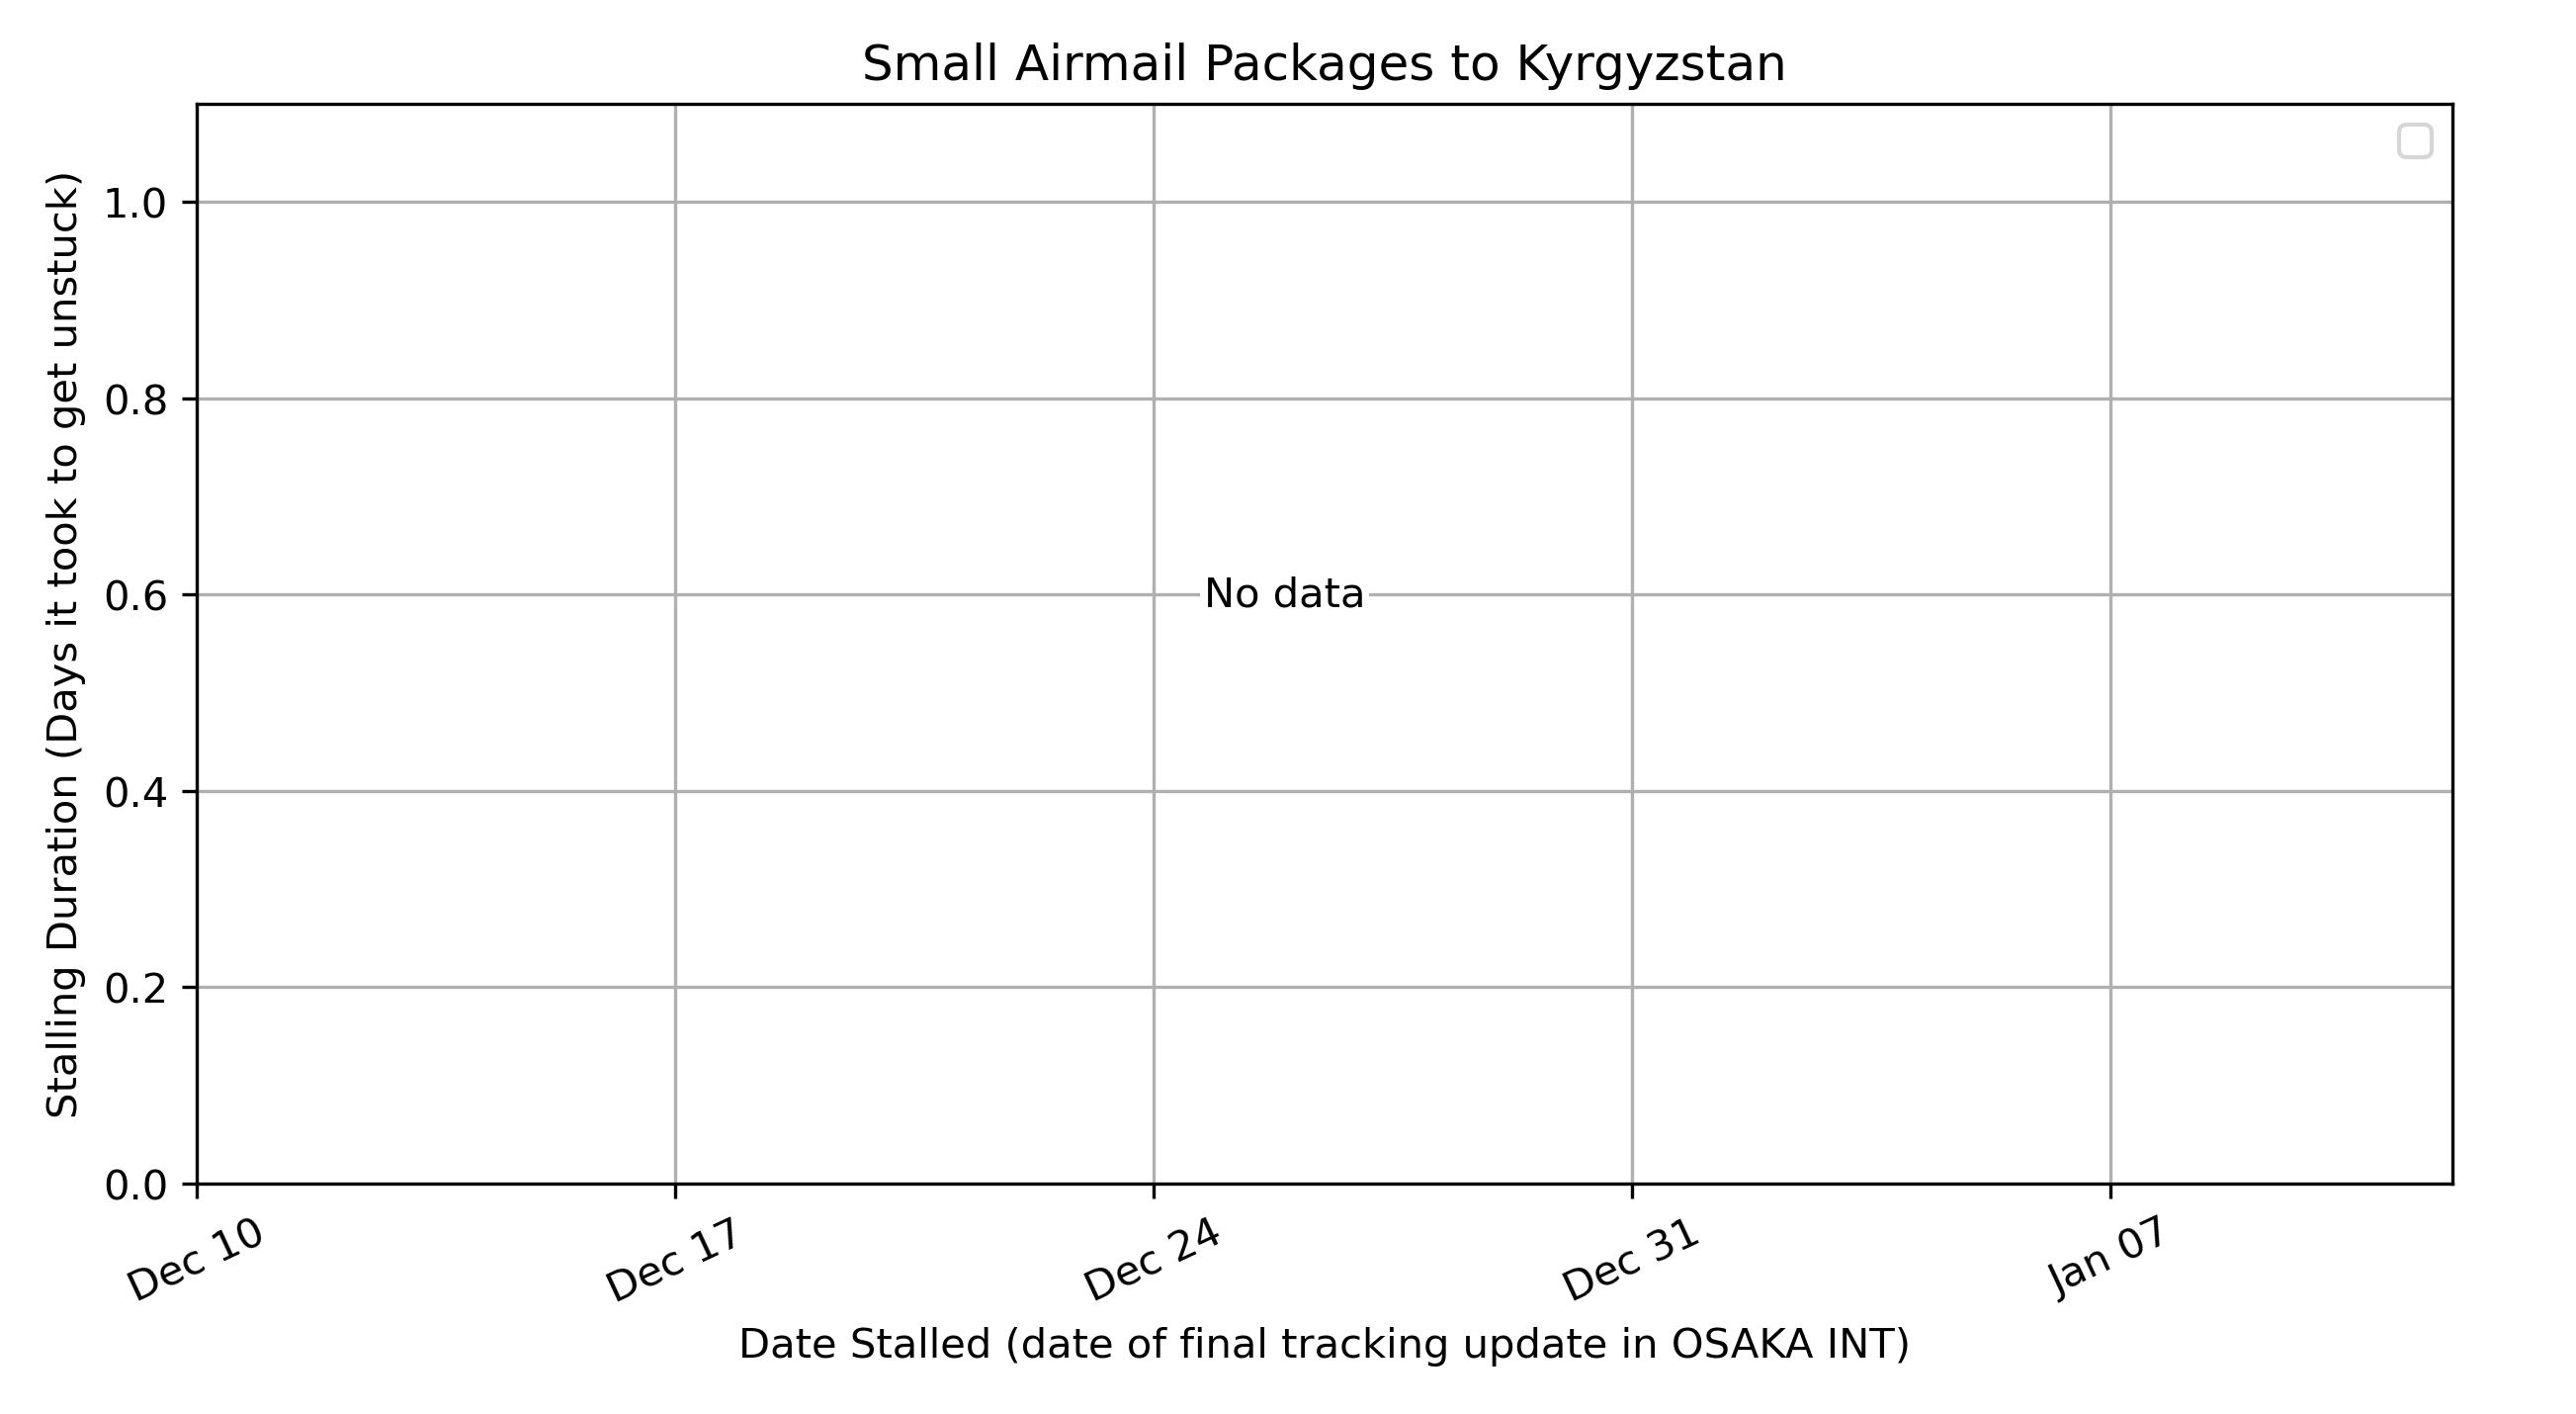 Small Airmail Packages to Kyrgyzstan
Stalling Duration (Days it took to get unstuck)
1.0
0.8
0.6
0.4
0.2
0.0
No data
Dec 10
Dec 17
Dec 24
Dec 31
Jan 07
Date Stalled (date of final tracking update in OSAKA INT)